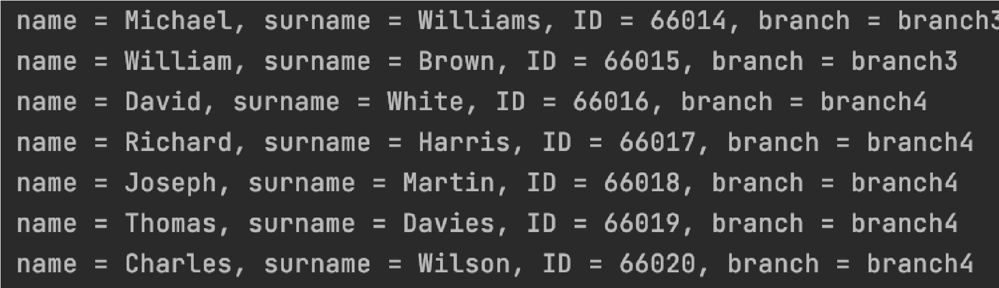 name = Michael, surname = Williams, ID = 66014, branch = branch3
name = William, surname = Brown, ID = 66015, branch = branch3
name = David, surname = White, ID = 66016, branch = branch4
name = Richard, surname = Harris, ID = 66017, branch = branch4
name = Joseph, surname = Martin, ID = 66018, branch = branch4
name = Thomas, surname = Davies, ID = 66019, branch = branch4
name = Charles, surname = Wilson, ID = 66020, branch = branch4